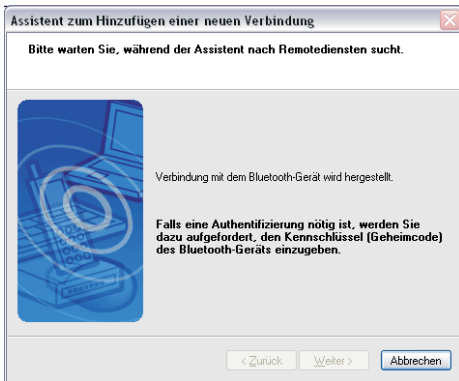 Assistent zum Hinzufügen einer neuen Verbindung
Bitte warten Sie, während der Assistent nach Remotediensten sucht.
Verbindung mit dem Bluetooth-Gerät wird hergestellt.
Falls eine Authentifizierung nötig ist, werden Sie
dazu aufgefordert, den Kennschlüssel (Geheimcode)
des Bluetooth-Geräts einzugeben.
< Zurück Weiter > Abbrechen